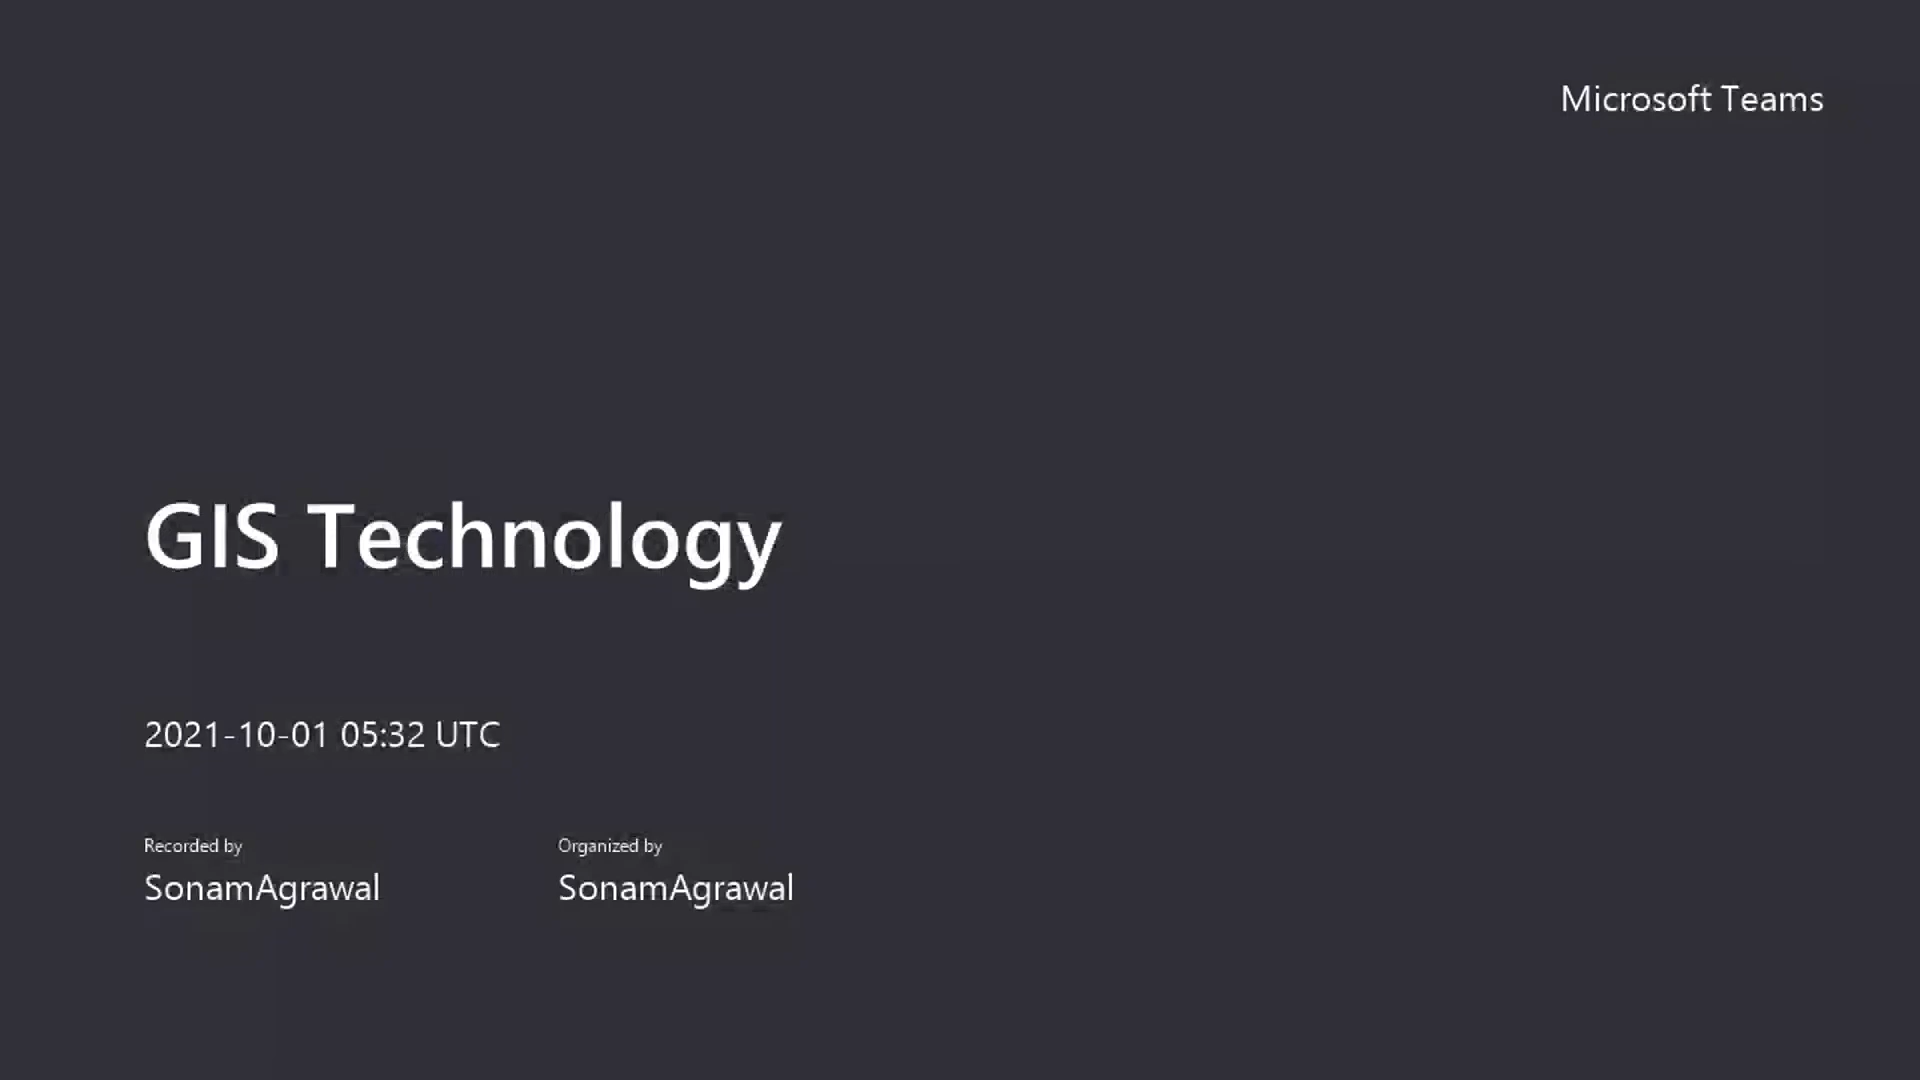 Microsoft Teams
GIS Technology
2021-10-01 05:32 UTC
Recorded by
SonamAgrawal
Organized by
SonamAgrawal